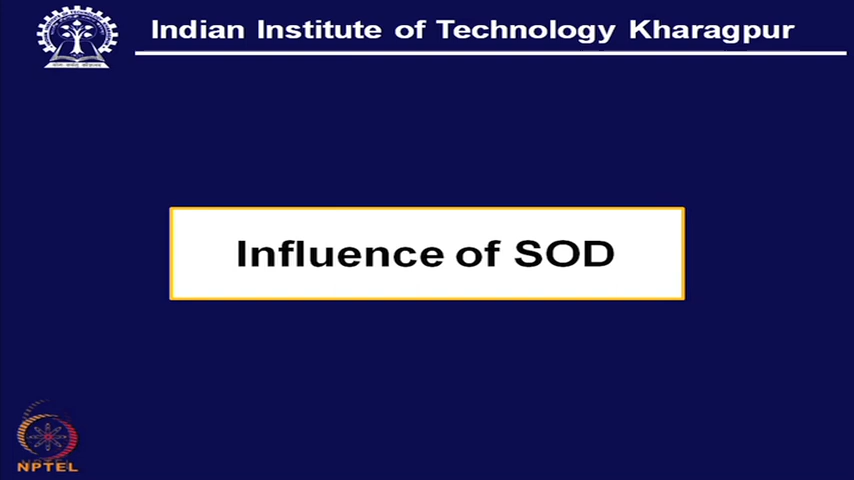 Indian Institute of Technology Kharagpur
Influence of SOD
NPTEL